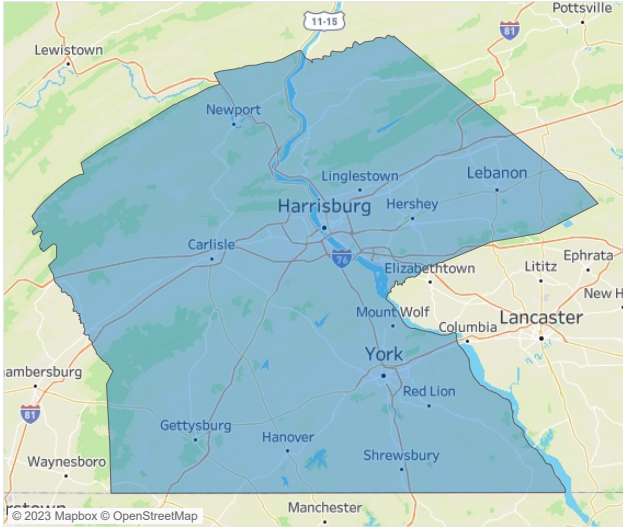 Pottsville
11-15
81
Lewistown
Newport
Linglestown
Lebanon
Harrisburg
Hershey
Carlisle
76
Elizabethtown
Ephrata
Lititz
New H
Mount Wolf
Columbia
Lancaster
York
ambersburg
Red Lion
81
Gettysburg
Hanover
Shrewsbury
Waynesboro
rstown
Manchester
© 2023 Mapbox © OpenStreetMap